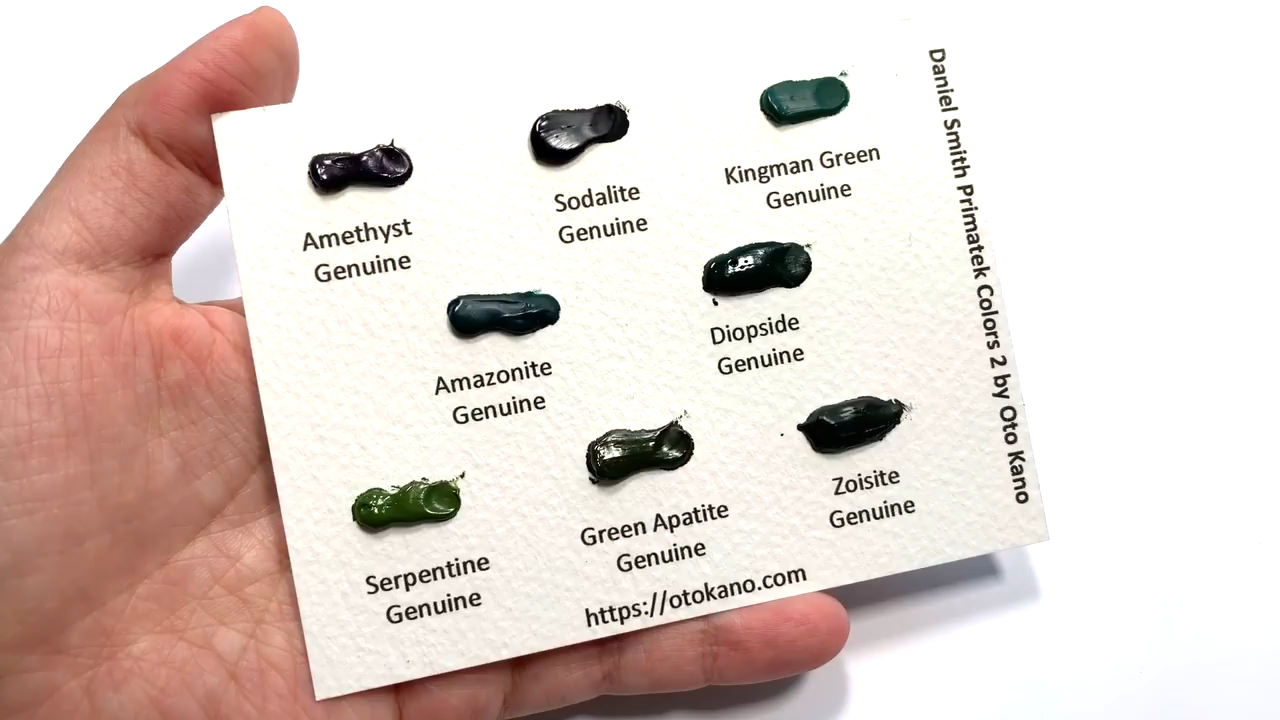 Amethyst
Genuine
Sodalite
Genuine
Kingman Green
Genuine
Amazonite
Genuine
Diopside
Genuine
Serpentine
Genuine
Green Apatite
Genuine
Zoisite
Genuine
https://otokano.com
Daniel Smith Primatek Colors 2 by Oto Kano